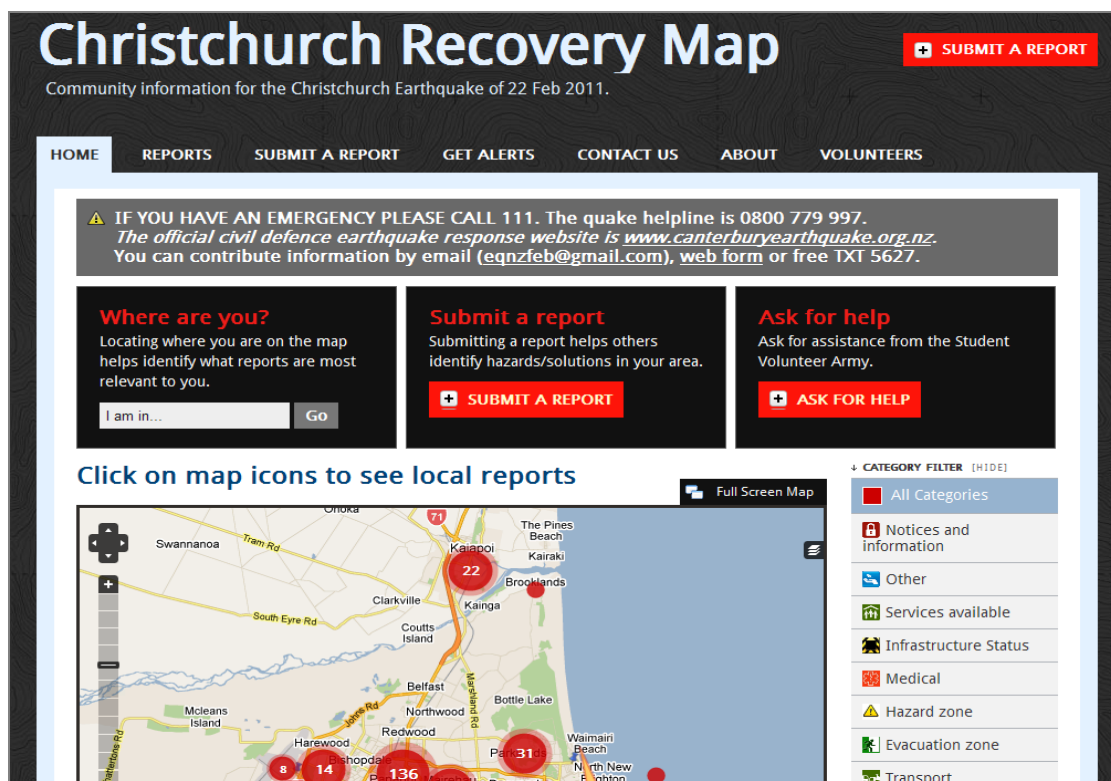 Christchurch Recovery Map
SUBMIT A REPORT
Community information for the Christchurch Earthquake of 22 Feb 2011.
HOME REPORTS SUBMIT A REPORT GET ALERTS CONTACT US ABOUT VOLUNTEERS
IF YOU HAVE AN EMERGENCY PLEASE CALL 111. The quake helpline is 0800 779 997.
The official civil defence earthquake response website is www.canterburyearthquake.org.nz.
You can contribute information by email (eqnzfeb@gmail.com), web form or free TXT 5627.
Where are you?
Locating where you are on the map
helps identify what reports are most
relevant to you.
I am in...
Go
Submit a report
Submitting a report helps others
identify hazards/solutions in your area.
SUBMIT A REPORT
Ask for help
Ask for assistance from the Student
Volunteer Army.
ASK FOR HELP
Click on map icons to see local reports
Full Screen Map
Ohoka
71
The Pines
Beach
Swannanoa
Tram Rd
Kaiapoi
Kairaki
22
Brooklands
Clarkville
Kainga
South Eyre Rd
Coutts
Island
Belfast
Marshland Rd
Bottle Lake
Mcleans
Island
Johns Rd
Northwood
Redwood
Waimairi
Beach
Harewood
31
8
14
136
North New
↓ CATEGORY FILTER [HIDE]
All Categories
Notices and
information
Other
Services available
Infrastructure Status
Medical
Hazard zone
Evacuation zone
Transport